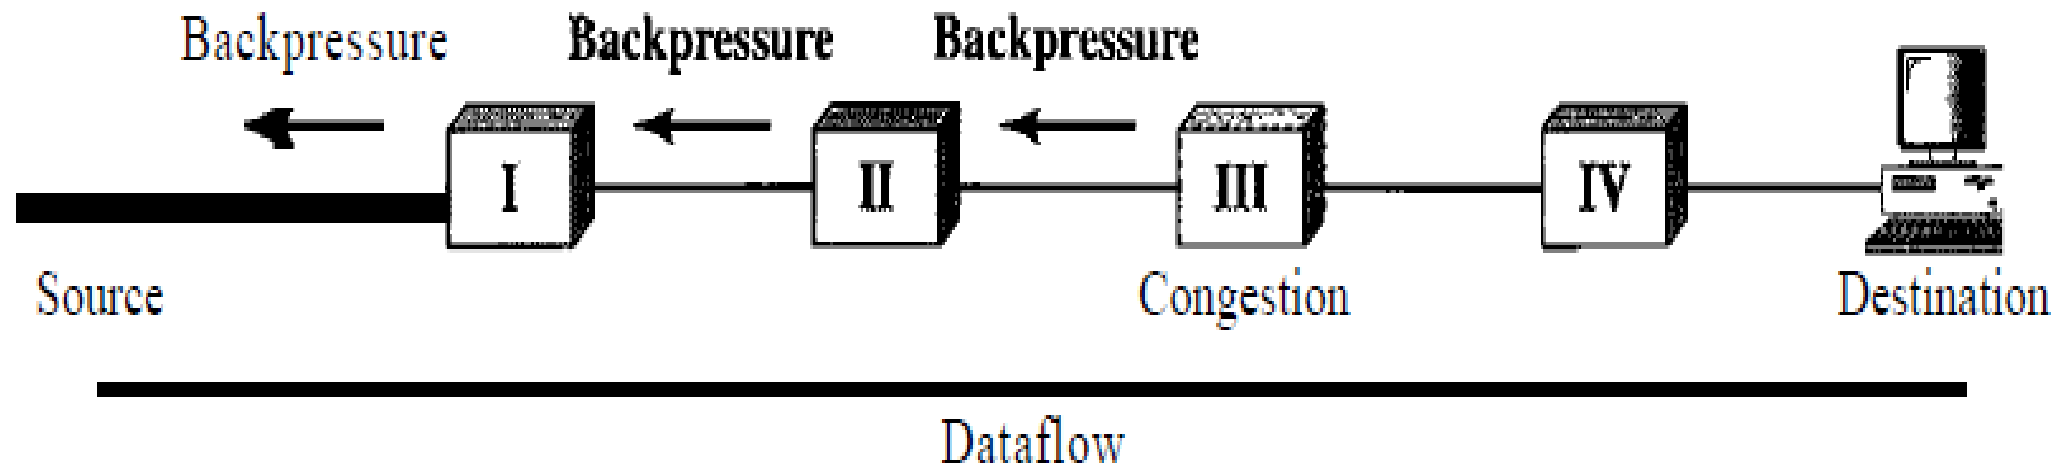 Backpressure Backpressure Backpressure
I II III IV
Source Congestion Destination
Dataflow